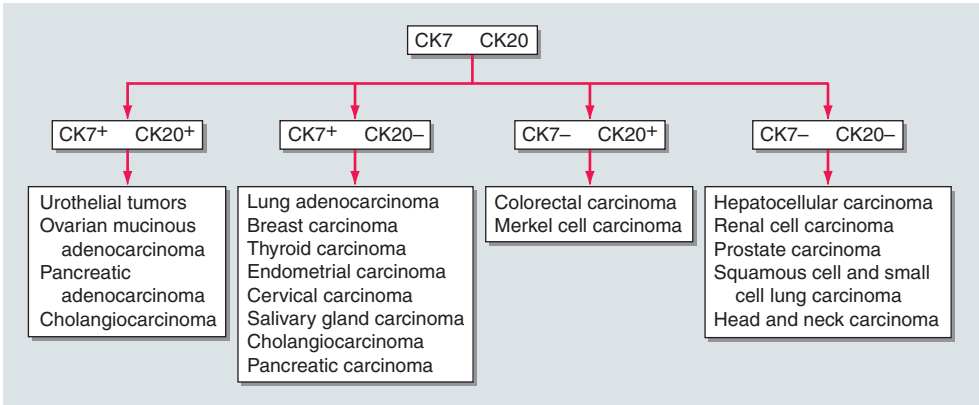 CK7 CK20
CK7+ CK20+
CK7+ CK20–
CK7– CK20+
CK7– CK20–
Urothelial tumors
Ovarian mucinous
adenocarcinoma
Pancreatic
adenocarcinoma
Cholangiocarcinoma
Lung adenocarcinoma
Breast carcinoma
Thyroid carcinoma
Endometrial carcinoma
Cervical carcinoma
Salivary gland carcinoma
Cholangiocarcinoma
Pancreatic carcinoma
Colorectal carcinoma
Merkel cell carcinoma
Hepatocellular carcinoma
Renal cell carcinoma
Prostate carcinoma
Squamous cell and small
cell lung carcinoma
Head and neck carcinoma